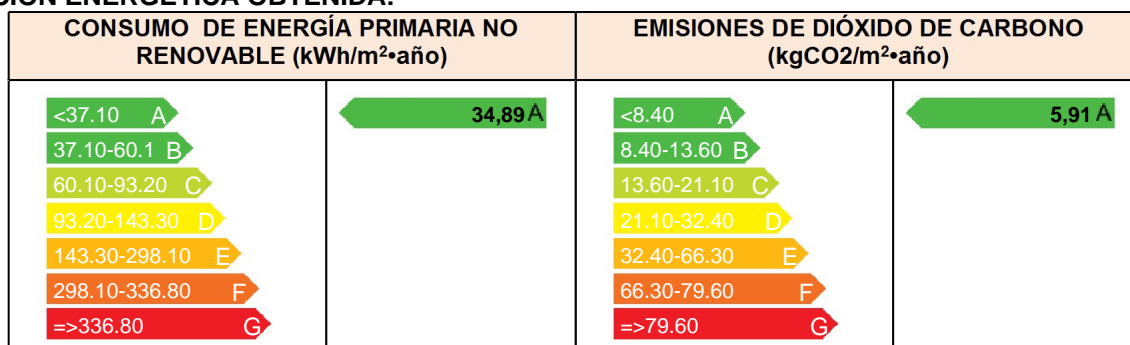 SIÓN ENERGÉTICA OBTENIDA:
CONSUMO DE ENERGÍA PRIMARIA NO
RENOVABLE (kWh/m²•año)
EMISIONES DE DIÓXIDO DE CARBONO
(kgCO2/m²•año)
<37.10 A
37.10-60.1 B
60.10-93.20 C
93.20-143.30 D
143.30-298.10 E
298.10-336.80 F
=>336.80 G
34,89 A
<8.40 A
8.40-13.60 B
13.60-21.10 C
21.10-32.40 D
32.40-66.30 E
66.30-79.60 F
=>79.60 G
5,91 A